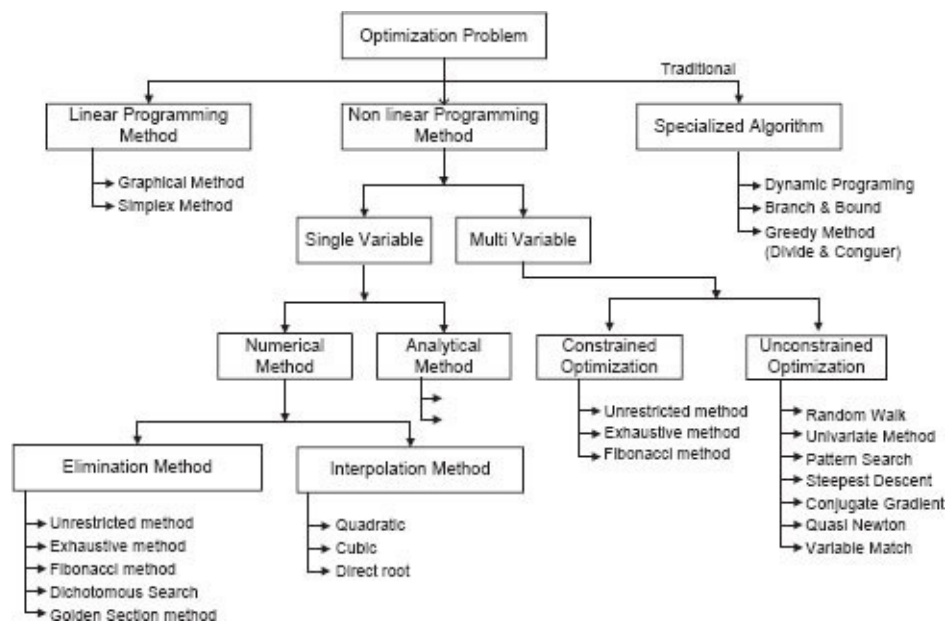 Optimization Problem
Traditional
Linear Programming
Method
Non linear Programming
Method
Specialized Algorithm
Graphical Method
Simplex Method
Dynamic Programing
Branch & Bound
Greedy Method
(Divide & Conguer)
Single Variable
Multi Variable
Numerical
Method
Analytical
Method
Constrained
Optimization
Unconstrained
Optimization
Unrestricted method
Exhaustive method
Fibonacci method
Random Walk
Univariate Method
Pattern Search
Steepest Descent
Conjugate Gradient
Quasi Newton
Variable Match
Elimination Method
Interpolation Method
Unrestricted method
Exhaustive method
Fibonacci method
Dichotomous Search
Golden Section method
Quadratic
Cubic
Direct root